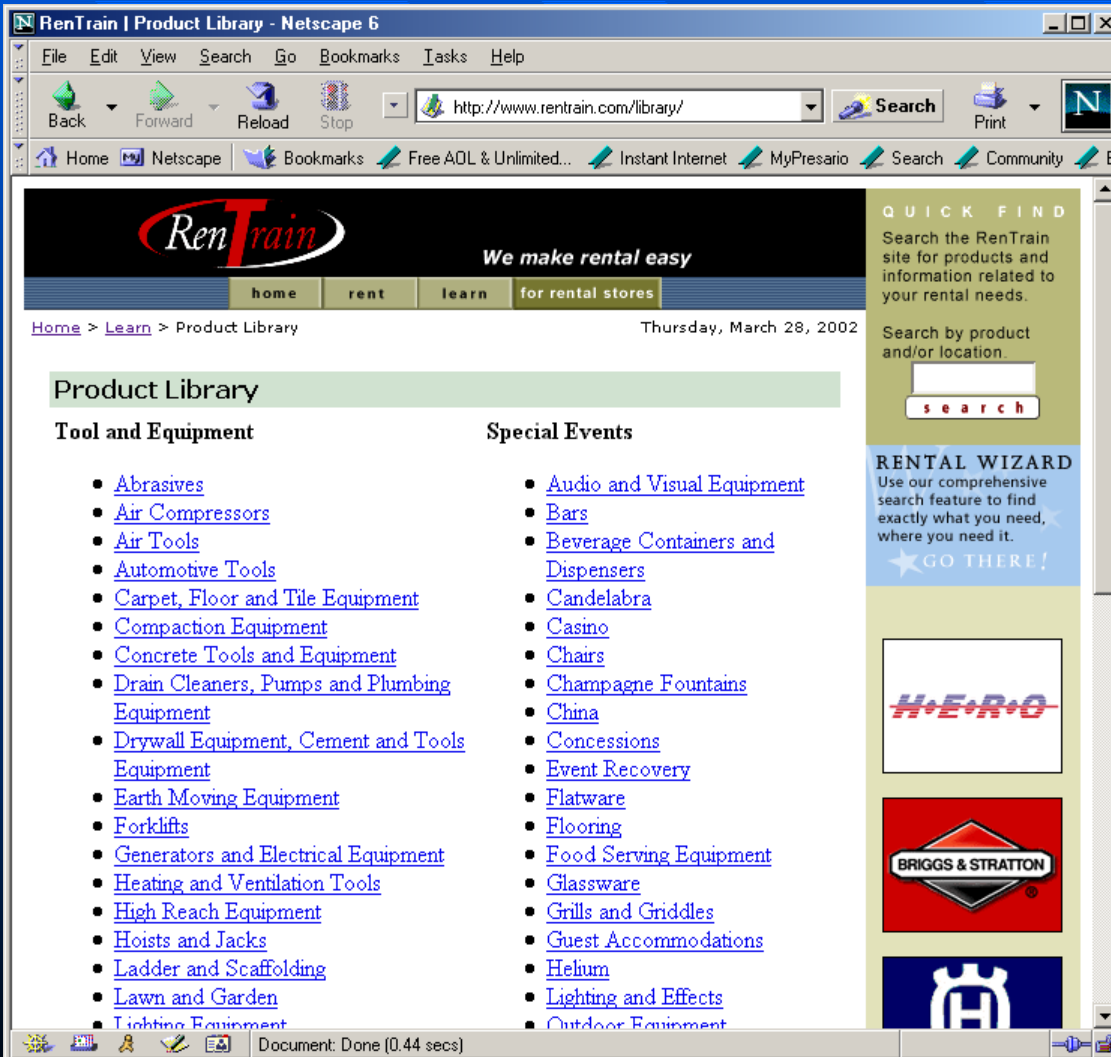 RenTrain | Product Library - Netscape 6
File Edit View Search Go Bookmarks Tasks Help
Back Forward Reload Stop http://www.rentrain.com/library/ Search Print N
Home Netscape Bookmarks Free AOL & Unlimited... Instant Internet MyPresario Search Community
RenTrain
We make rental easy
home rent learn for rental stores
Home > Learn > Product Library Thursday, March 28, 2002
Product Library
Tool and Equipment
Abrasives
Air Compressors
Air Tools
Automotive Tools
Carpet, Floor and Tile Equipment
Compaction Equipment
Concrete Tools and Equipment
Drain Cleaners, Pumps and Plumbing
Equipment
Drywall Equipment, Cement and Tools
Equipment
Earth Moving Equipment
Forklifts
Generators and Electrical Equipment
Heating and Ventilation Tools
High Reach Equipment
Hoists and Jacks
Ladder and Scaffolding
Lawn and Garden
Lighting Equipment
Special Events
Audio and Visual Equipment
Bars
Beverage Containers and
Dispensers
Candelabra
Casino
Chairs
Champagne Fountains
China
Concessions
Event Recovery
Flatware
Flooring
Food Serving Equipment
Glassware
Grills and Griddles
Guest Accommodations
Helium
Lighting and Effects
Outdoor Equipment
QUICK FIND
Search the RenTrain
site for products and
information related to
your rental needs.
Search by product
and/or location.
search
RENTAL WIZARD
Use our comprehensive
search feature to find
exactly what you need,
where you need it.
GO THERE!
H•E•R•O
BRIGGS & STRATTON
®
H
Document: Done (0.44 secs)